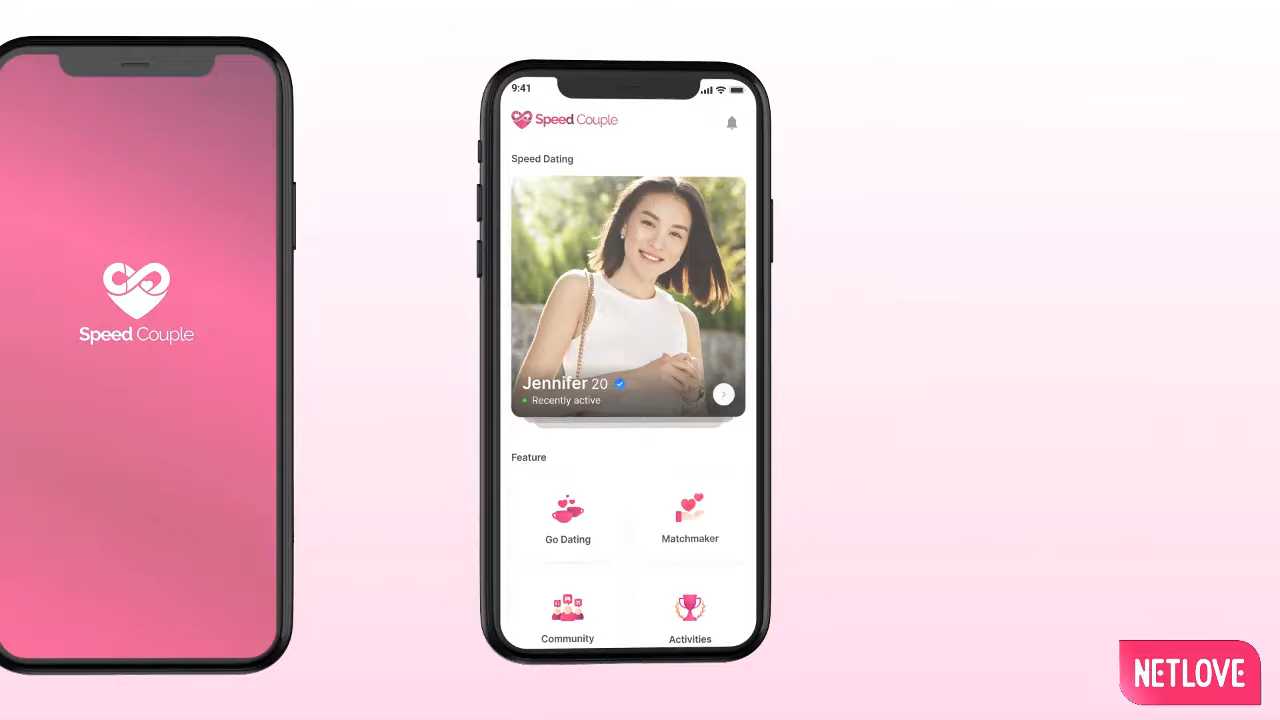 Speed Couple
9:41
Speed Couple
Speed Dating
Jennifer 20
Recently active
Feature
Go Dating
Matchmaker
Community
Activities
NETLOVE